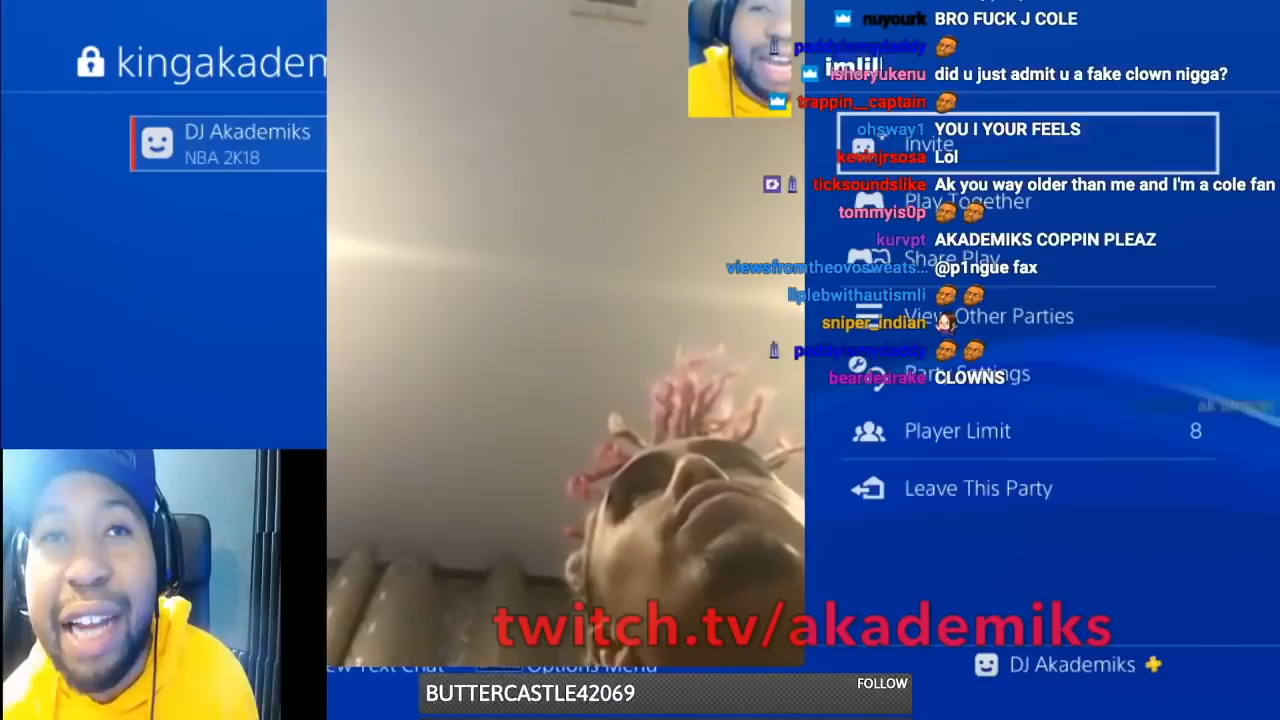 kingakadem
DJ Akademiks
NBA 2K18
nuyourk BRO FUCK J COLE
imlil
ishoryukenu did u just admit u a fake clown nigga?
trappin__captain
ohsway1 YOU I YOUR FEELS
Invite
kevinjrsosa Lol
ticksoundslike Ak you way older than me and I'm a cole fan
Play Together
tommyis0p
kurvpt AKADEMIKS COPPIN PLEAZ
Share Play
viewsfromtheovosweats... @p1ngue fax
liplebwithautismli
View Other Parties
sniper_indian
Party Settings
beardedrake CLOWNS
Player Limit 8
Leave This Party
twitch.tv/akademiks
ew Text Chat
Options Menu
DJ Akademiks
BUTTERCASTLE42069
FOLLOW